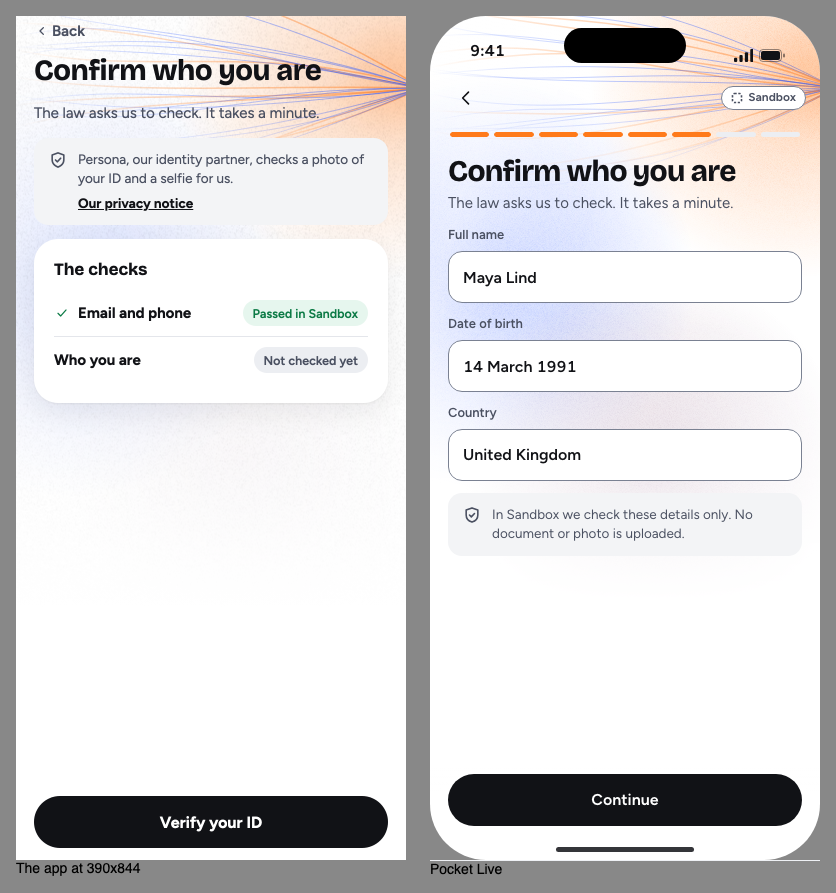 Back
Confirm who you are
The law asks us to check. It takes a minute.
Persona, our identity partner, checks a photo of
your ID and a selfie for us.
Our privacy notice
The checks
Email and phone
Passed in Sandbox
Who you are
Not checked yet
Verify your ID
The app at 390x844
9:41
Sandbox
Confirm who you are
The law asks us to check. It takes a minute.
Full name
Maya Lind
Date of birth
14 March 1991
Country
United Kingdom
In Sandbox we check these details only. No
document or photo is uploaded.
Continue
Pocket Live